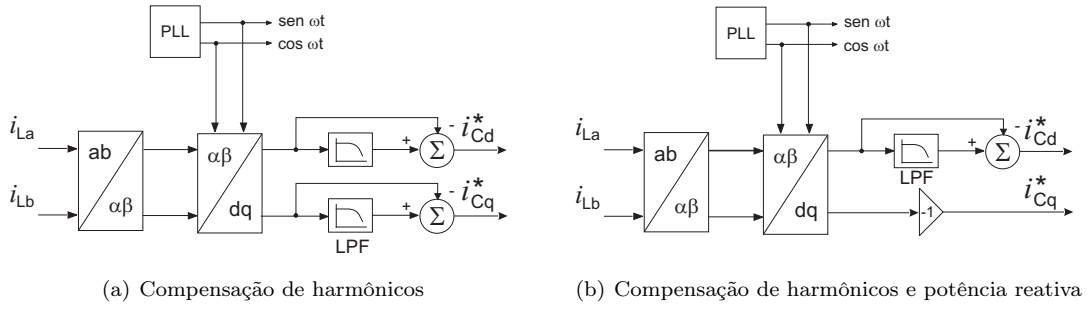 PLL
sen ωt
cos ωt
i*Cd
iLa
ab
αβ
αβ
dq
+
-
Σ
iLb
i*Cq
+
-
Σ
LPF
(a) Compensação de harmônicos
PLL
sen ωt
cos ωt
i*Cd
iLa
ab
αβ
αβ
dq
+
-
Σ
LPF
iLb
i*Cq
-1
(b) Compensação de harmônicos e potência reativa